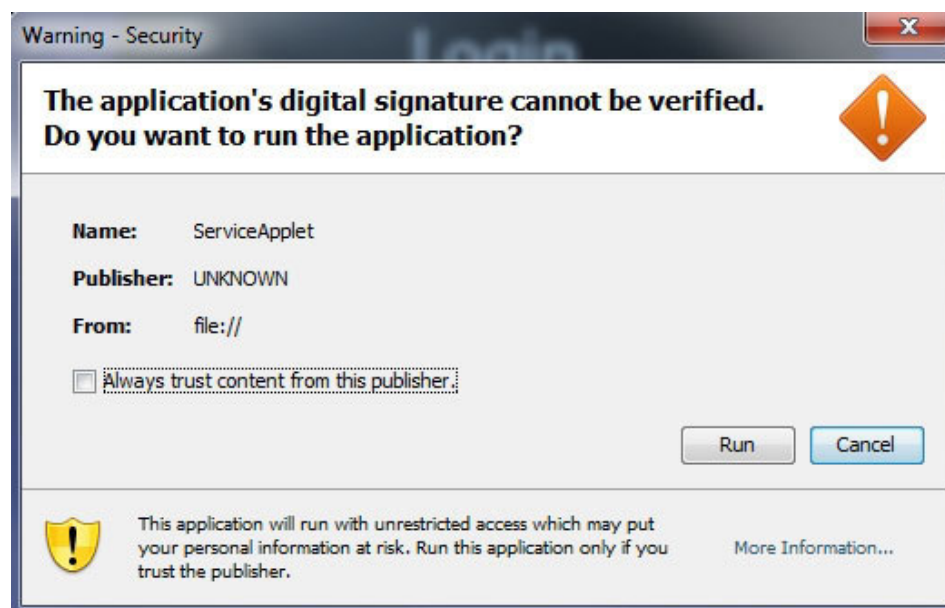 Warning - Security
Login
The application's digital signature cannot be verified.
Do you want to run the application?
Name: ServiceApplet
Publisher: UNKNOWN
From: file://
Always trust content from this publisher.
Run Cancel
This application will run with unrestricted access which may put
your personal information at risk. Run this application only if you
trust the publisher.
More Information...